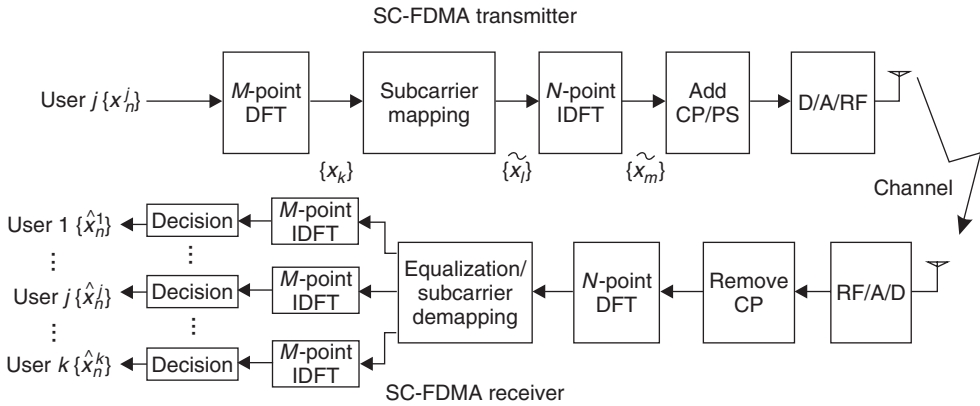 SC-FDMA transmitter
User j {x_n^j}
M-point
DFT
Subcarrier
mapping
N-point
IDFT
Add
CP/PS
D/A/RF
{x_k}
{x̃_l}
{x̃_m}
Channel
User 1 {x̂_n^1}
Decision
M-point
IDFT
⋮
⋮
User j {x̂_n^j}
Decision
M-point
IDFT
Equalization/
subcarrier
demapping
N-point
DFT
Remove
CP
RF/A/D
⋮
⋮
User k {x̂_n^k}
Decision
M-point
IDFT
SC-FDMA receiver